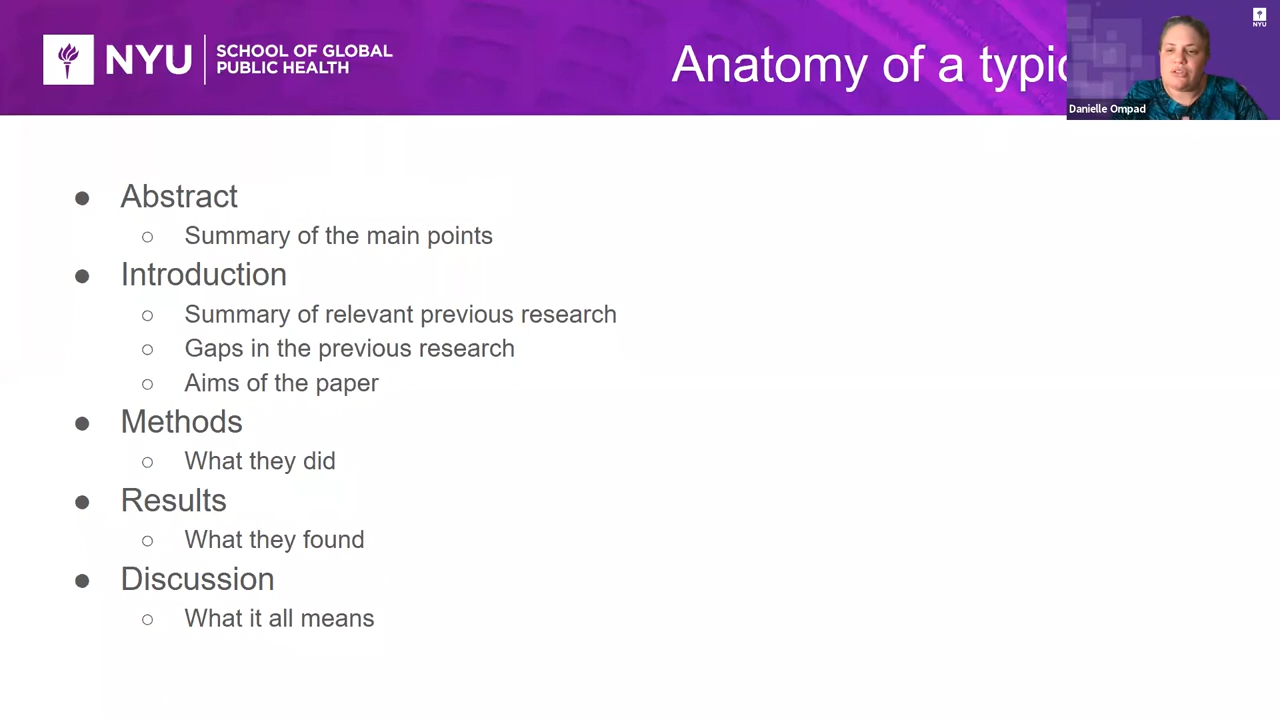 NYU
SCHOOL OF GLOBAL
PUBLIC HEALTH
Anatomy of a typic
NYU
Danielle Ompad
● Abstract
○ Summary of the main points
● Introduction
○ Summary of relevant previous research
○ Gaps in the previous research
○ Aims of the paper
● Methods
○ What they did
● Results
○ What they found
● Discussion
○ What it all means